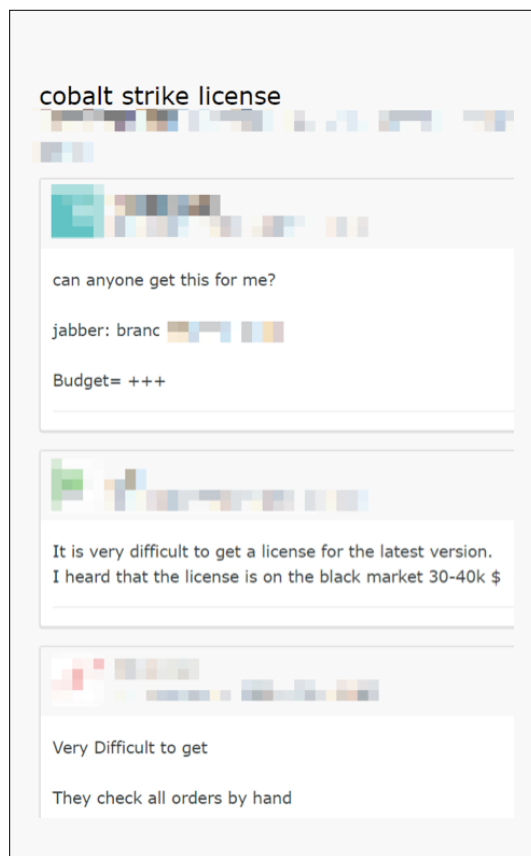 cobalt strike license
can anyone get this for me?
jabber: branc
Budget= +++
It is very difficult to get a license for the latest version.
I heard that the license is on the black market 30-40k $
Very Difficult to get
They check all orders by hand